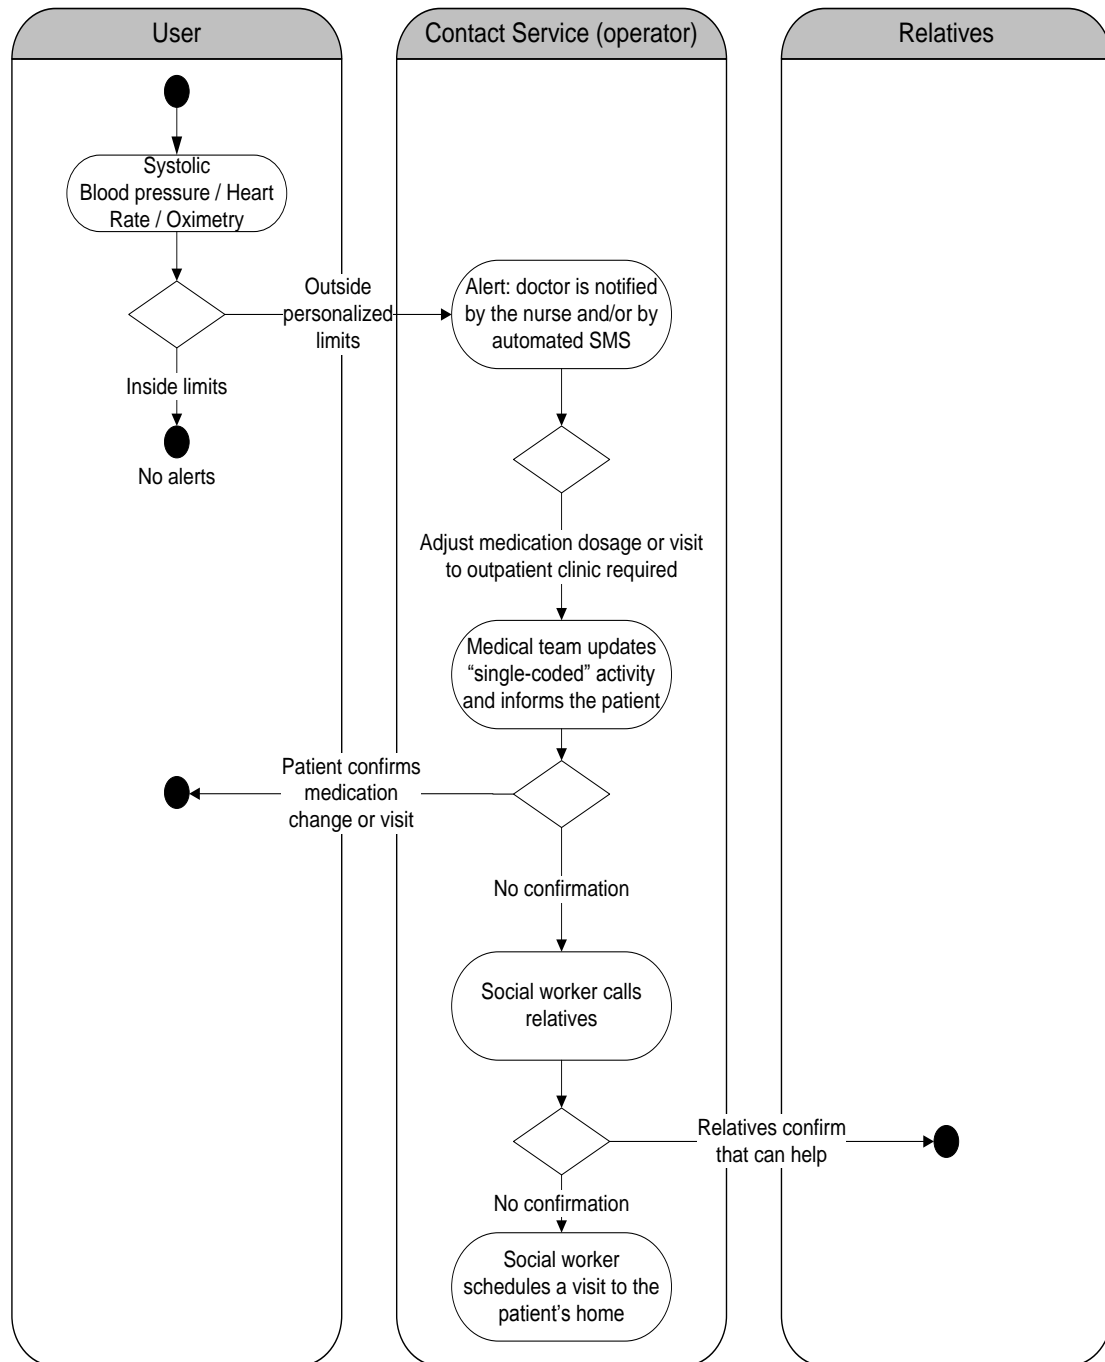 User
Contact Service (operator)
Relatives
Systolic
Blood pressure / Heart
Rate / Oximetry
Outside
personalized
limits
Alert: doctor is notified
by the nurse and/or by
automated SMS
Inside limits
No alerts
Adjust medication dosage or visit
to outpatient clinic required
Medical team updates
“single-coded” activity
and informs the patient
Patient confirms
medication
change or visit
No confirmation
Social worker calls
relatives
Relatives confirm
that can help
No confirmation
Social worker
schedules a visit to the
patient’s home